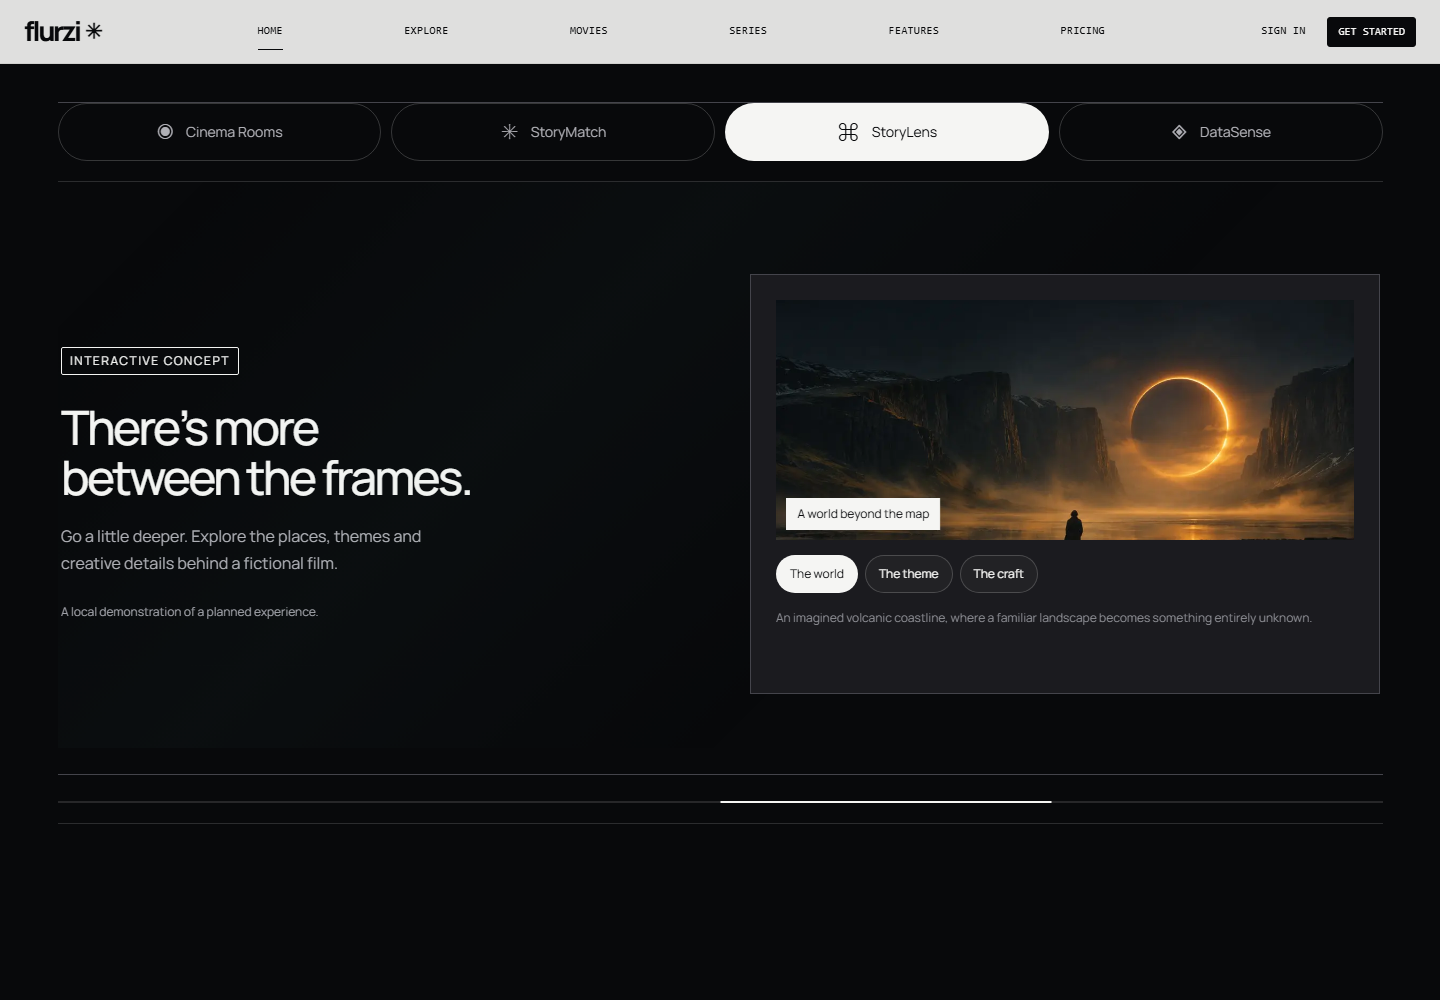 flurzi
HOME
EXPLORE
MOVIES
SERIES
FEATURES
PRICING
SIGN IN
GET STARTED
Cinema Rooms
StoryMatch
StoryLens
DataSense
INTERACTIVE CONCEPT
There’s more
between the frames.
Go a little deeper. Explore the places, themes and
creative details behind a fictional film.
A local demonstration of a planned experience.
A world beyond the map
The world
The theme
The craft
An imagined volcanic coastline, where a familiar landscape becomes something entirely unknown.